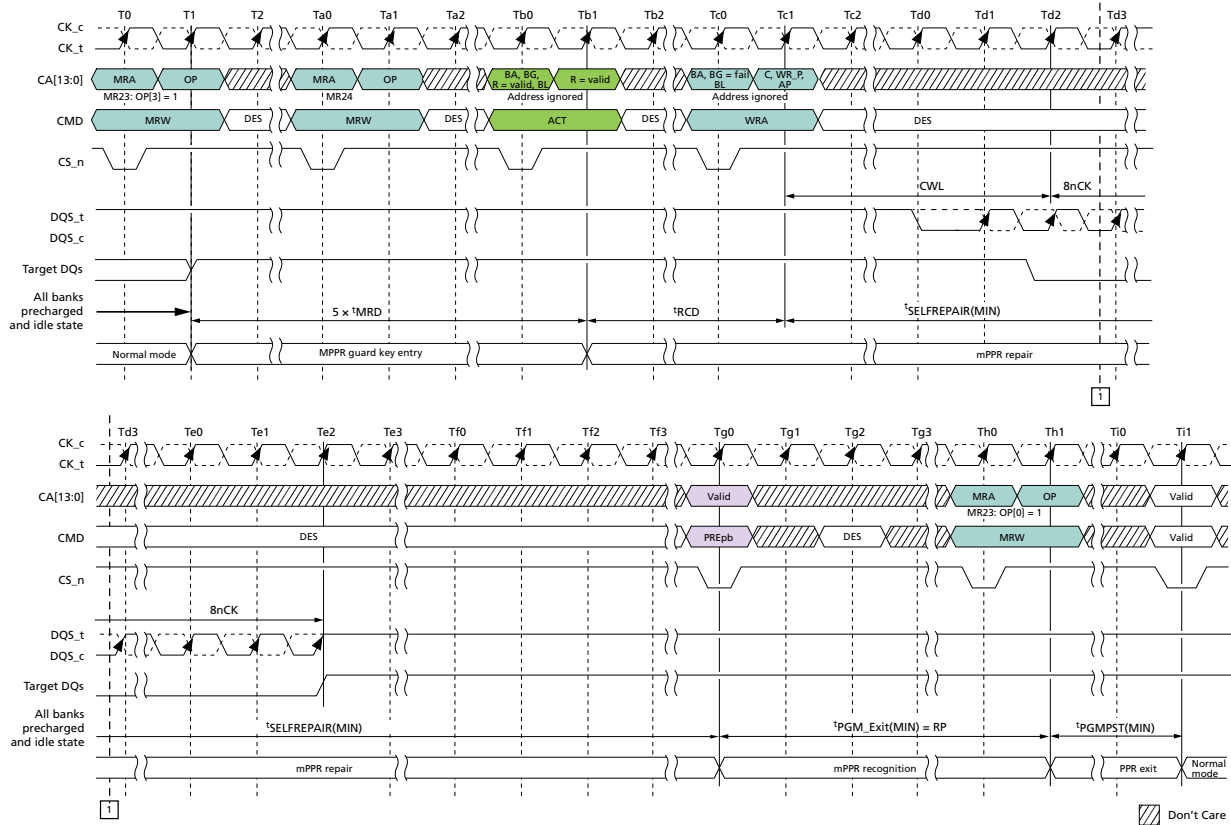 T0 T1 T2 Ta0 Ta1 Ta2 Tb0 Tb1 Tb2 Tc0 Tc1 Tc2 Td0 Td1 Td2 Td3
CK_c
CK_t
CA[13:0] MRA OP MRA OP BA, BG, R = valid, BL R = valid BA, BG = fail BL C, WR_P, AP
MR23: OP[3] = 1 MR24 Address ignored Address ignored
CMD MRW DES MRW DES ACT DES WRA DES
CS_n
CWL 8nCK
DQS_t
DQS_c
Target DQs
All banks
precharged
and idle state
5 × tMRD tRCD tSELFREPAIR(MIN)
Normal mode MPPR guard key entry mPPR repair
1
Td3 Te0 Te1 Te2 Te3 Tf0 Tf1 Tf2 Tf3 Tg0 Tg1 Tg2 Tg3 Th0 Th1 Ti0 Ti1
CK_c
CK_t
CA[13:0] Valid MRA OP Valid
MR23: OP[0] = 1
CMD DES PREpb DES MRW Valid
CS_n
8nCK
DQS_t
DQS_c
Target DQs
All banks
precharged
and idle state
tSELFREPAIR(MIN) tPGM_Exit(MIN) = RP tPGMPST(MIN)
mPPR repair mPPR recognition PPR exit Normal mode
1
Don't Care